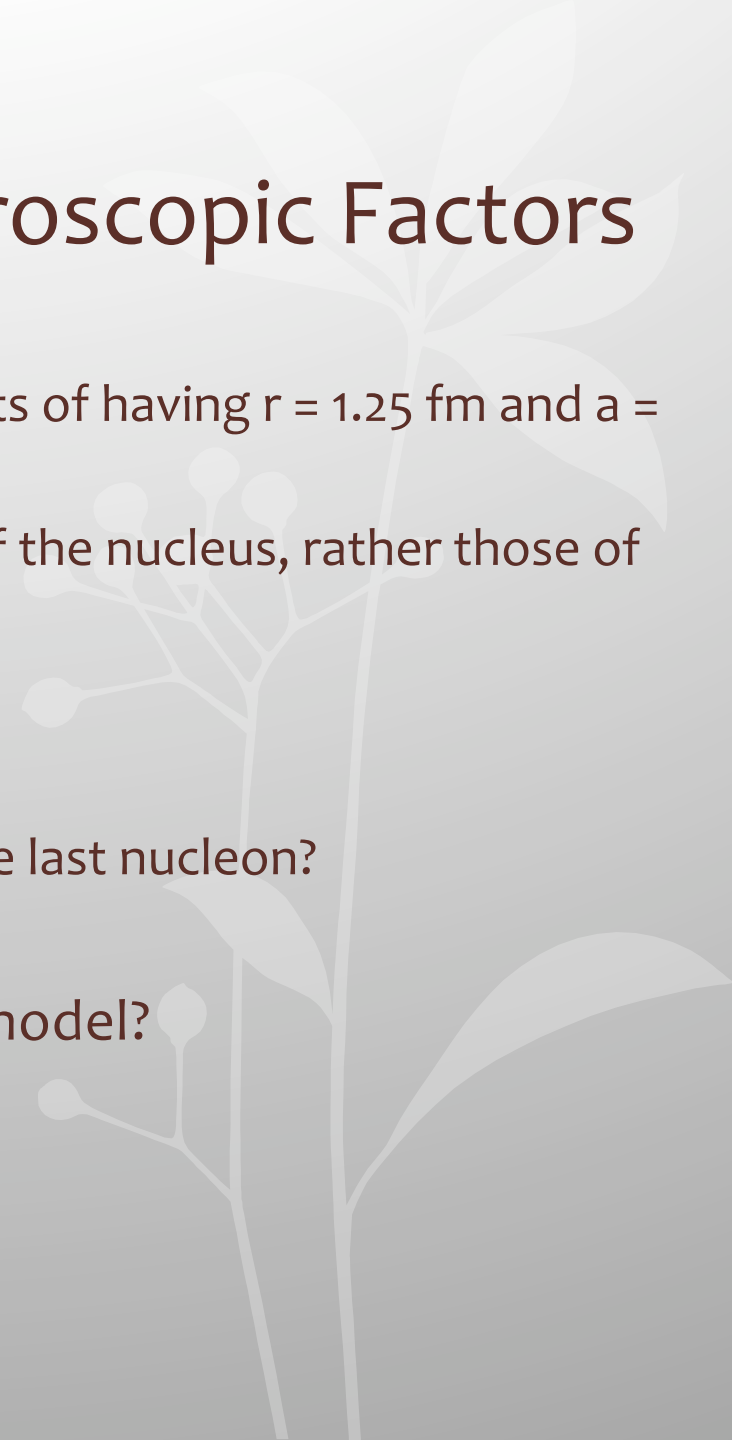 roscopic Factors
ts of having r = 1.25 fm and a =
f the nucleus, rather those of
e last nucleon?
nodel?